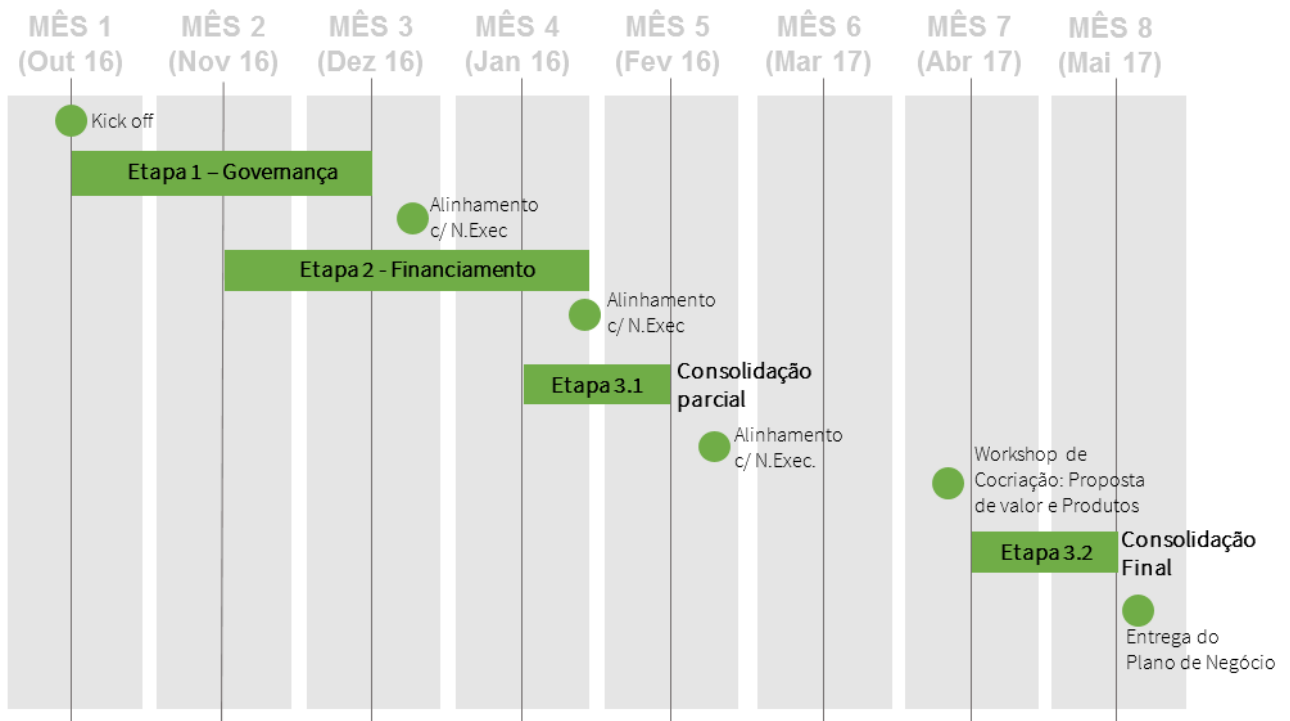 MÊS 1
(Out 16)
MÊS 2
(Nov 16)
MÊS 3
(Dez 16)
MÊS 4
(Jan 16)
MÊS 5
(Fev 16)
MÊS 6
(Mar 17)
MÊS 7
(Abr 17)
MÊS 8
(Mai 17)
Kick off
Etapa 1 – Governança
Alinhamento
c/ N.Exec
Etapa 2 - Financiamento
Alinhamento
c/ N.Exec
Etapa 3.1
Consolidação
parcial
Alinhamento
c/ N.Exec.
Workshop de
Cocriação: Proposta
de valor e Produtos
Etapa 3.2
Consolidação
Final
Entrega do
Plano de Negócio